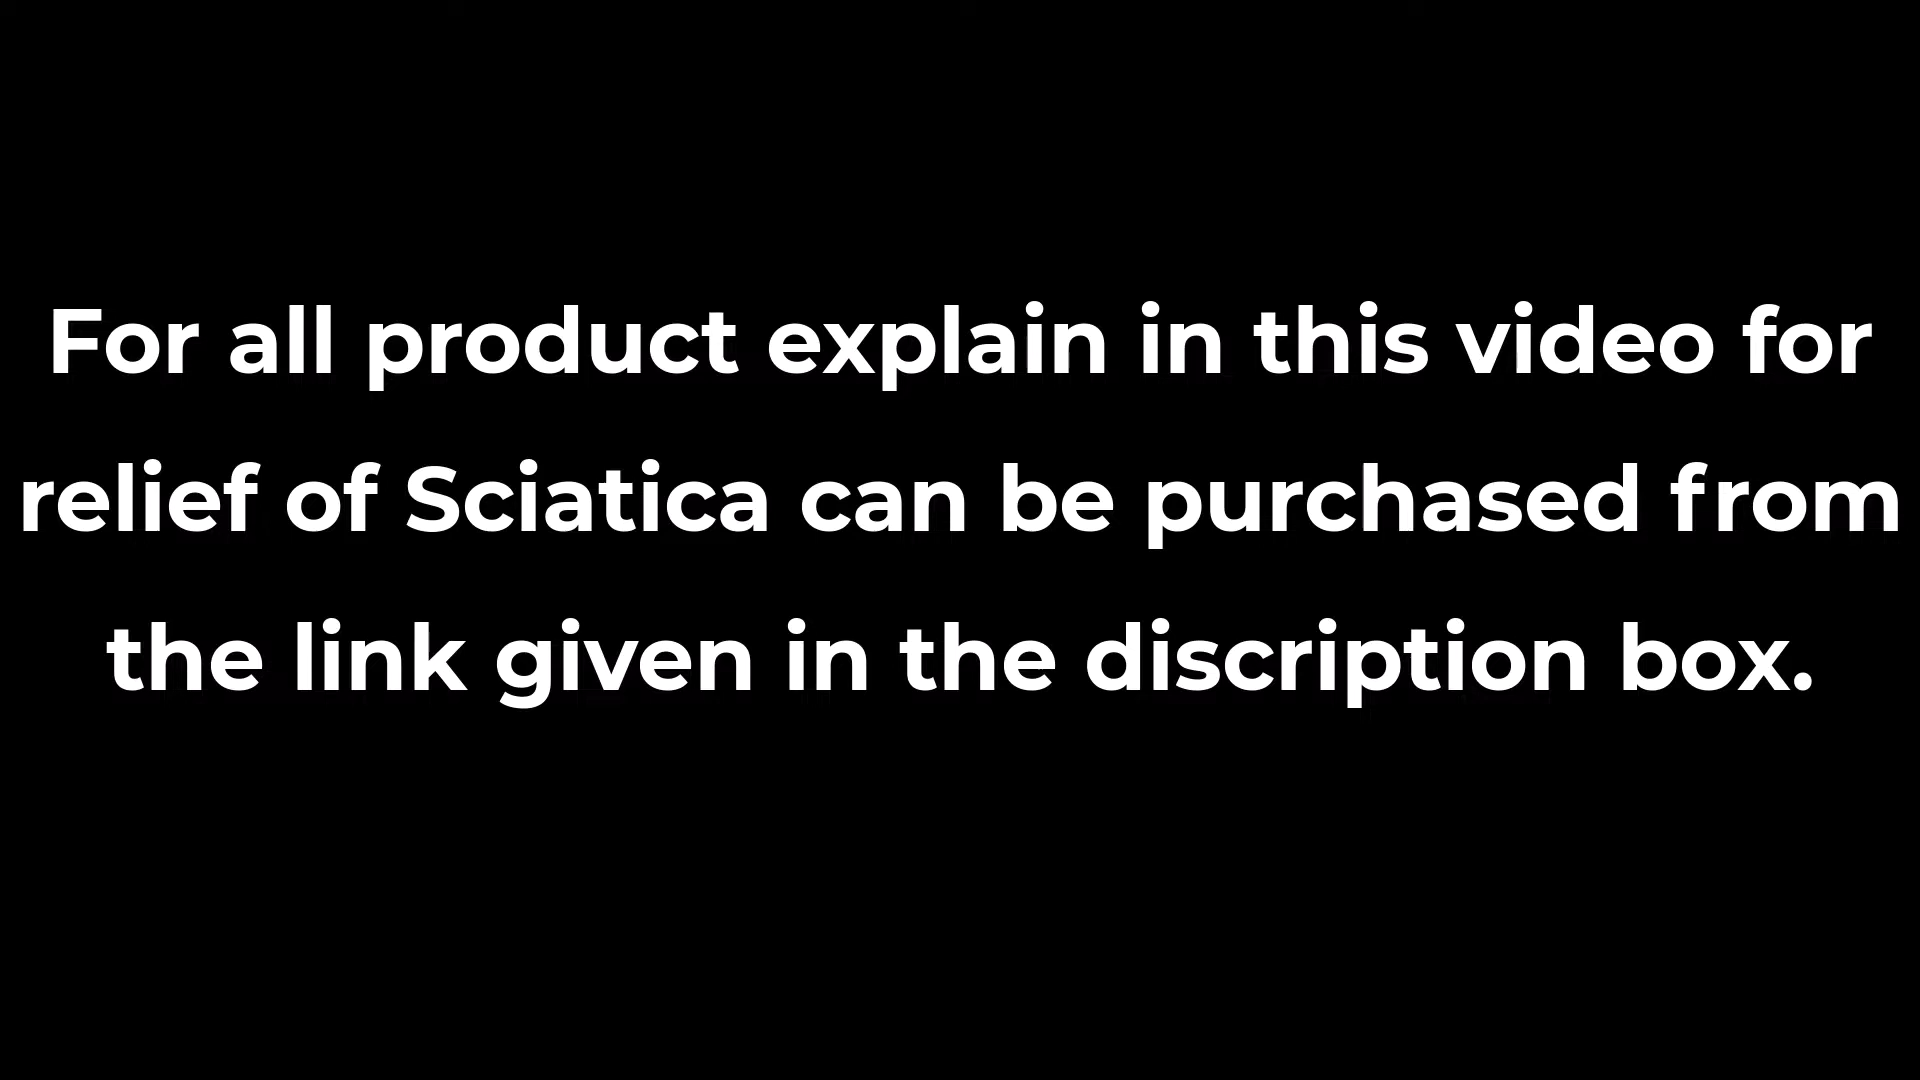 For all product explain in this video for
relief of Sciatica can be purchased from
the link given in the discription box.